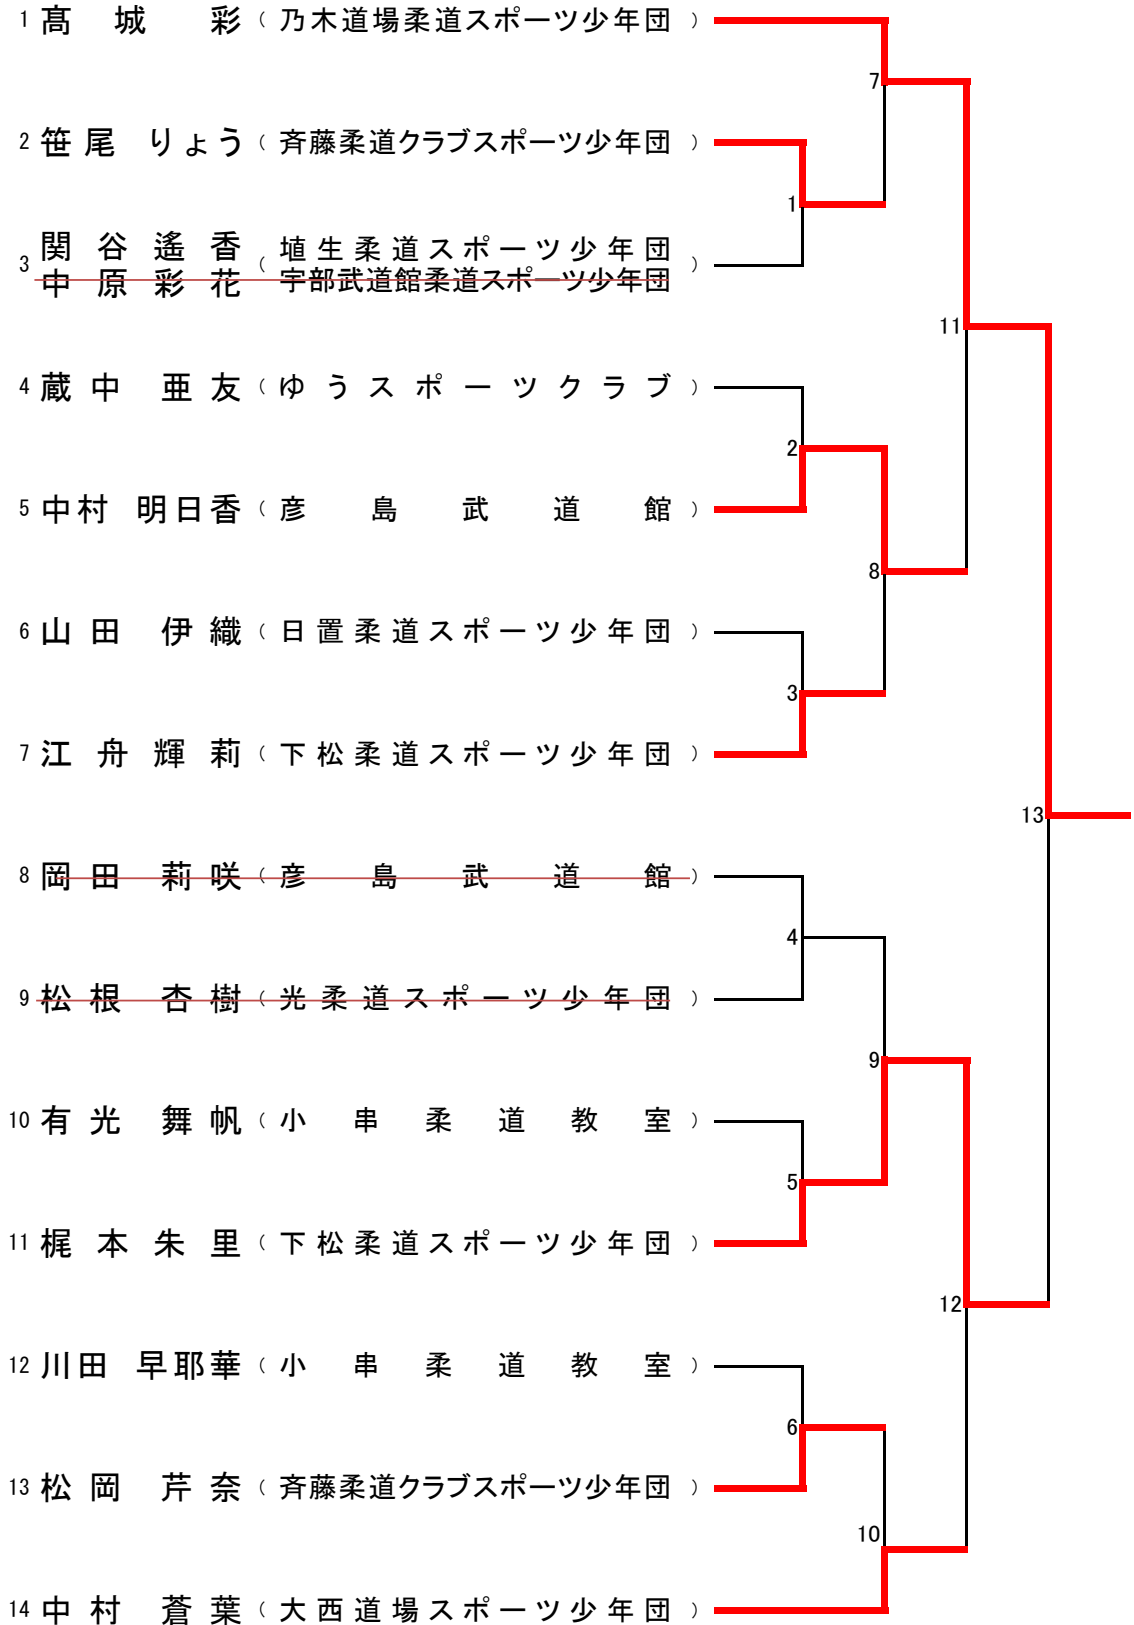 1 髙城 彩 （ 乃木道場柔道スポーツ少年団 ）
7
2 笹尾 りょう （ 斉藤柔道クラブスポーツ少年団 ）
1
3 関谷遙香 （ 埴生柔道スポーツ少年団 ）
中原彩花 宇部武道館柔道スポーツ少年団
11
4 蔵中 亜友 （ ゆうスポーツクラブ ）
2
5 中村 明日香 （ 彦島武道館 ）
8
6 山田 伊織 （ 日置柔道スポーツ少年団 ）
3
7 江舟輝莉 （ 下松柔道スポーツ少年団 ）
13
8 岡田 莉咲 （ 彦島武道館 ）
4
9 松根 杏樹 （ 光柔道スポーツ少年団 ）
9
10 有光 舞帆 （ 小串柔道教室 ）
5
11 梶本朱里 （ 下松柔道スポーツ少年団 ）
12
12 川田 早耶華 （ 小串柔道教室 ）
6
13 松岡 芹奈 （ 斉藤柔道クラブスポーツ少年団 ）
10
14 中村 蒼葉 （ 大西道場スポーツ少年団 ）